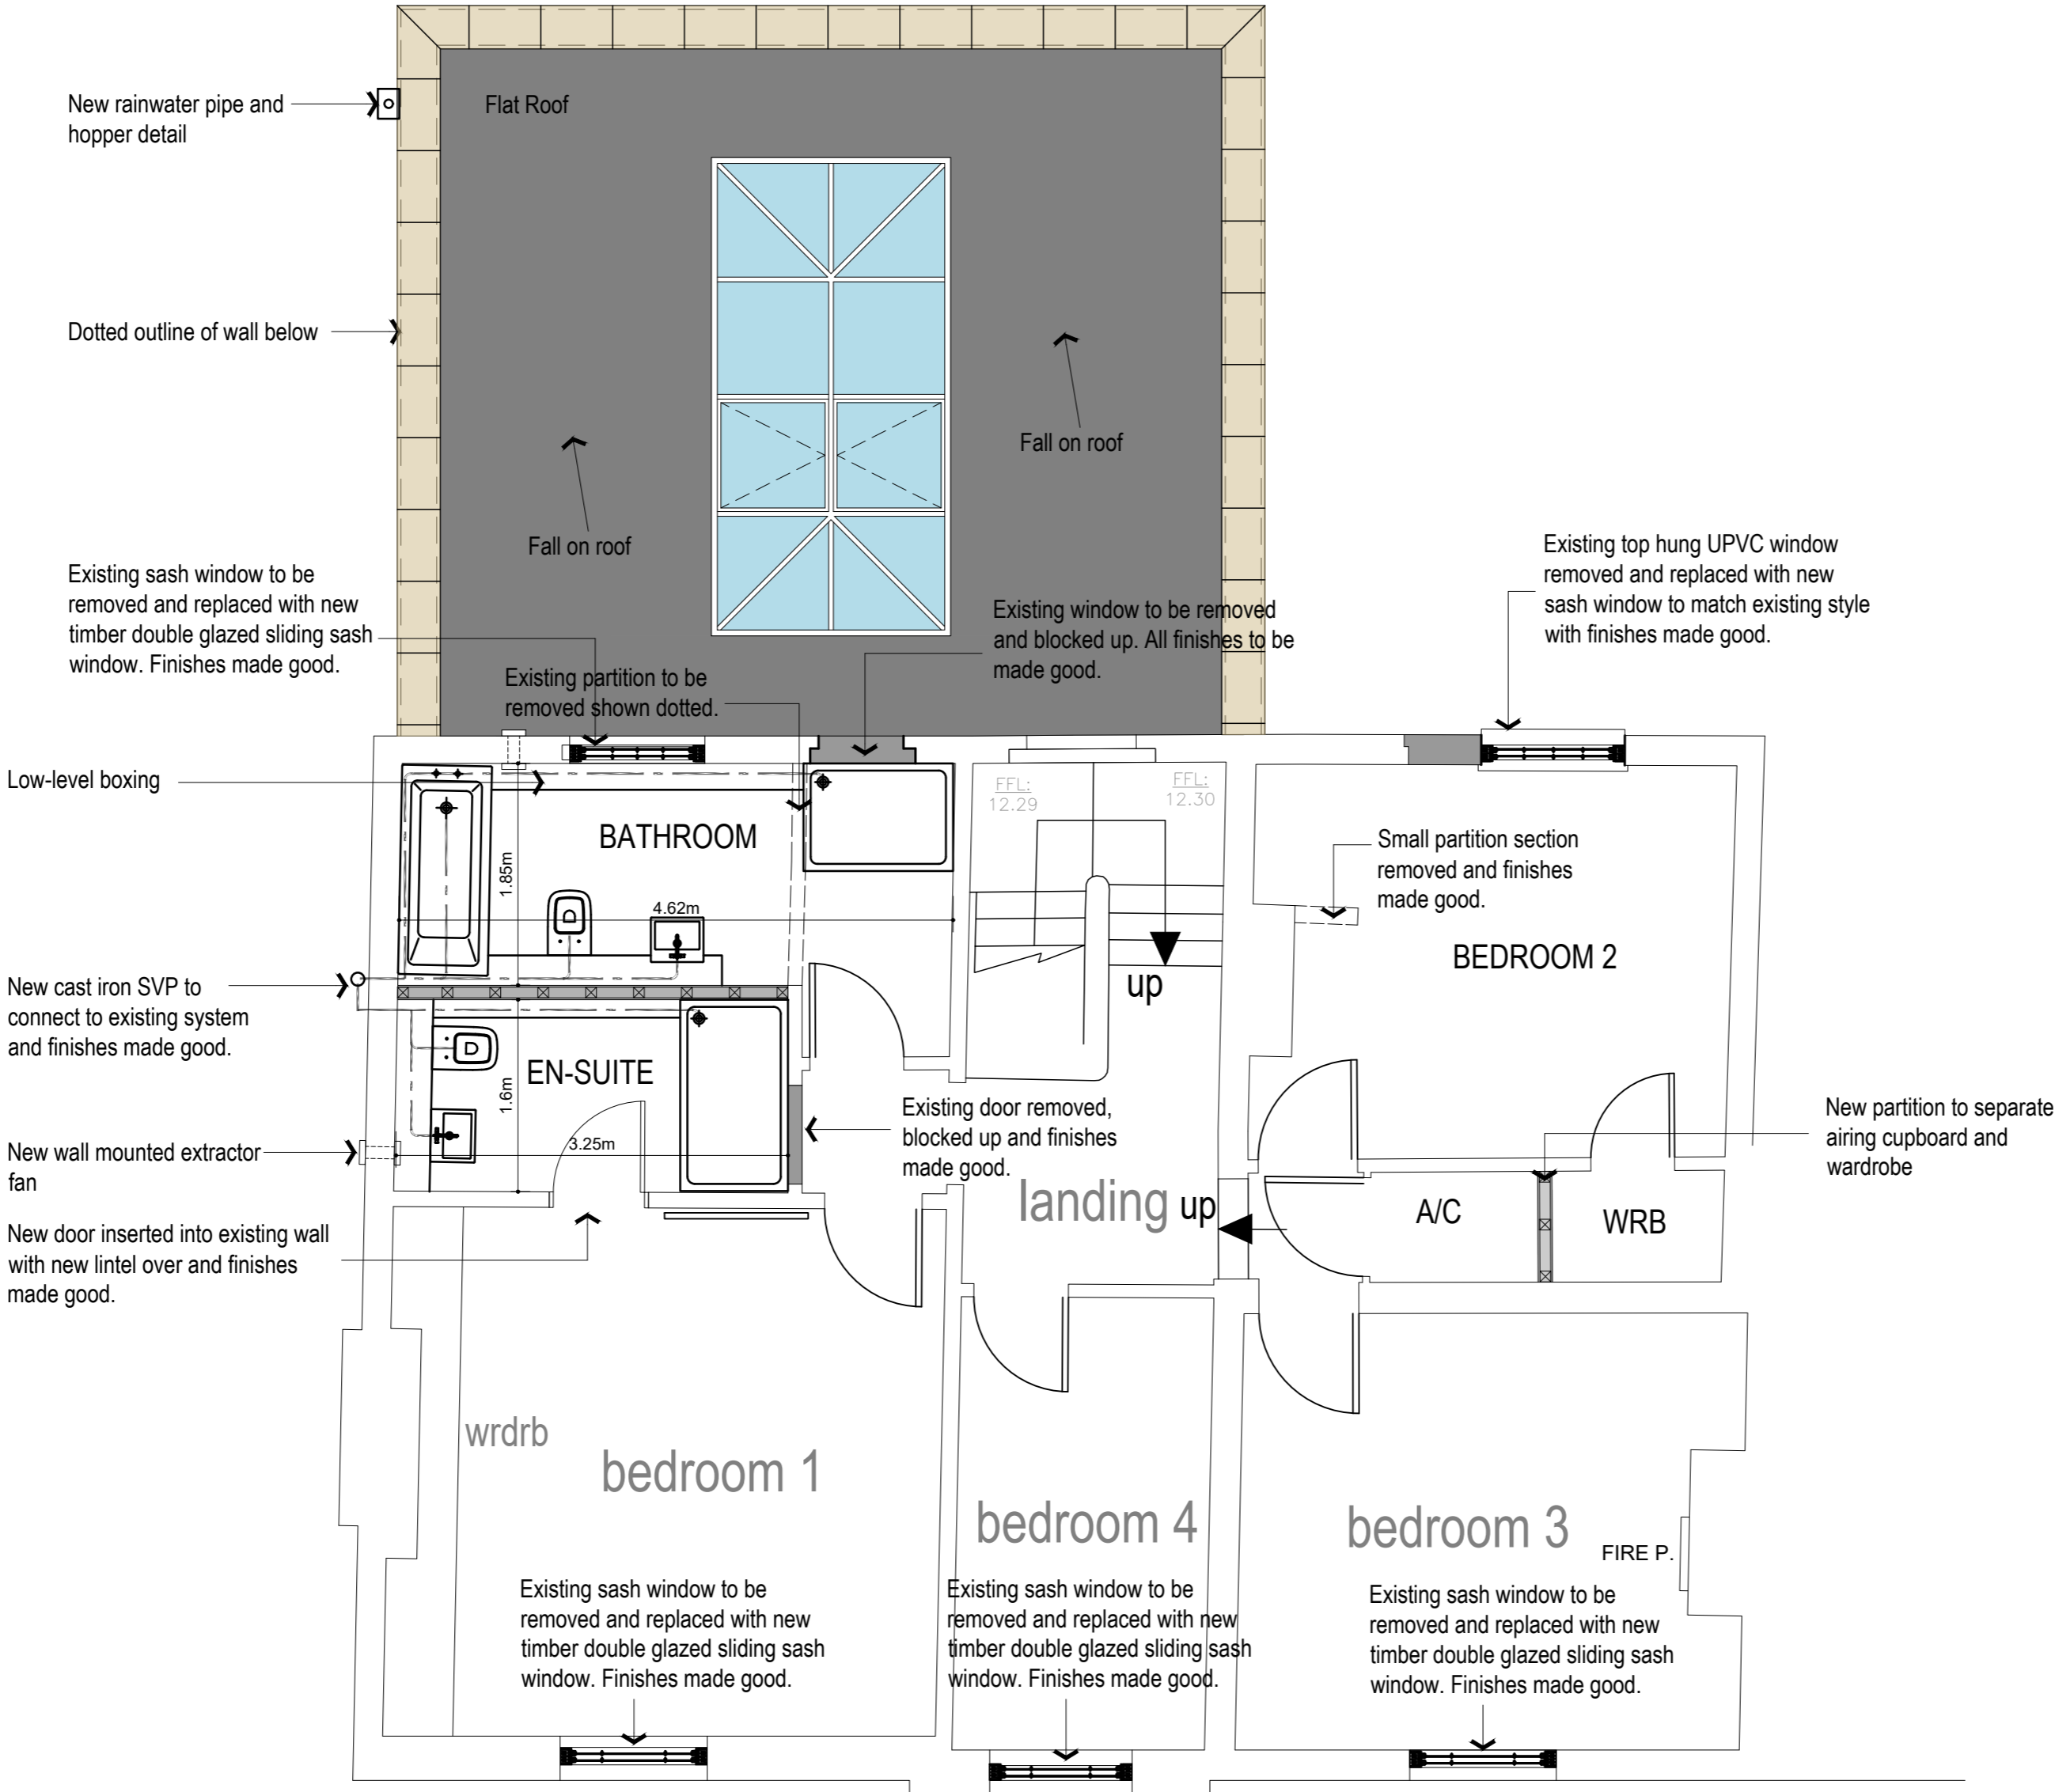 New rainwater pipe and
hopper detail
Flat Roof
Dotted outline of wall below
Fall on roof
Fall on roof
Existing sash window to be
removed and replaced with new
timber double glazed sliding sash
window. Finishes made good.
Existing partition to be
removed shown dotted.
Existing window to be removed
and blocked up. All finishes to be
made good.
Existing top hung UPVC window
removed and replaced with new
sash window to match existing style
with finishes made good.
Low-level boxing
BATHROOM
1.85m
4.62m
FFL:
12.29
FFL:
12.30
up
Small partition section
removed and finishes
made good.
BEDROOM 2
New cast iron SVP to
connect to existing system
and finishes made good.
EN-SUITE
1.6m
3.25m
New wall mounted extractor
fan
Existing door removed,
blocked up and finishes
made good.
New partition to separate
airing cupboard and
wardrobe
landing
up
A/C
WRB
New door inserted into existing wall
with new lintel over and finishes
made good.
wrdrb
bedroom 1
bedroom 4
bedroom 3
FIRE P.
Existing sash window to be
removed and replaced with new
timber double glazed sliding sash
window. Finishes made good.
Existing sash window to be
removed and replaced with new
timber double glazed sliding sash
window. Finishes made good.
Existing sash window to be
removed and replaced with new
timber double glazed sliding sash
window. Finishes made good.